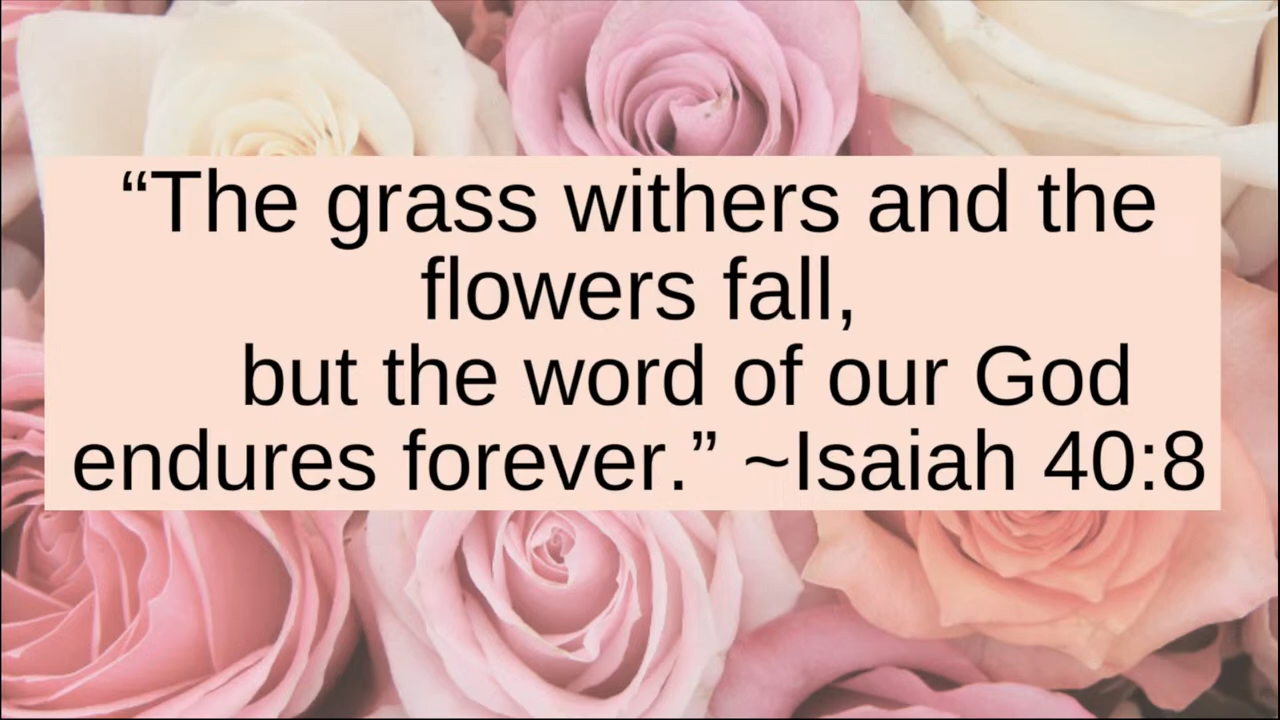 “The grass withers and the
flowers fall,
but the word of our God
endures forever.” ~Isaiah 40:8